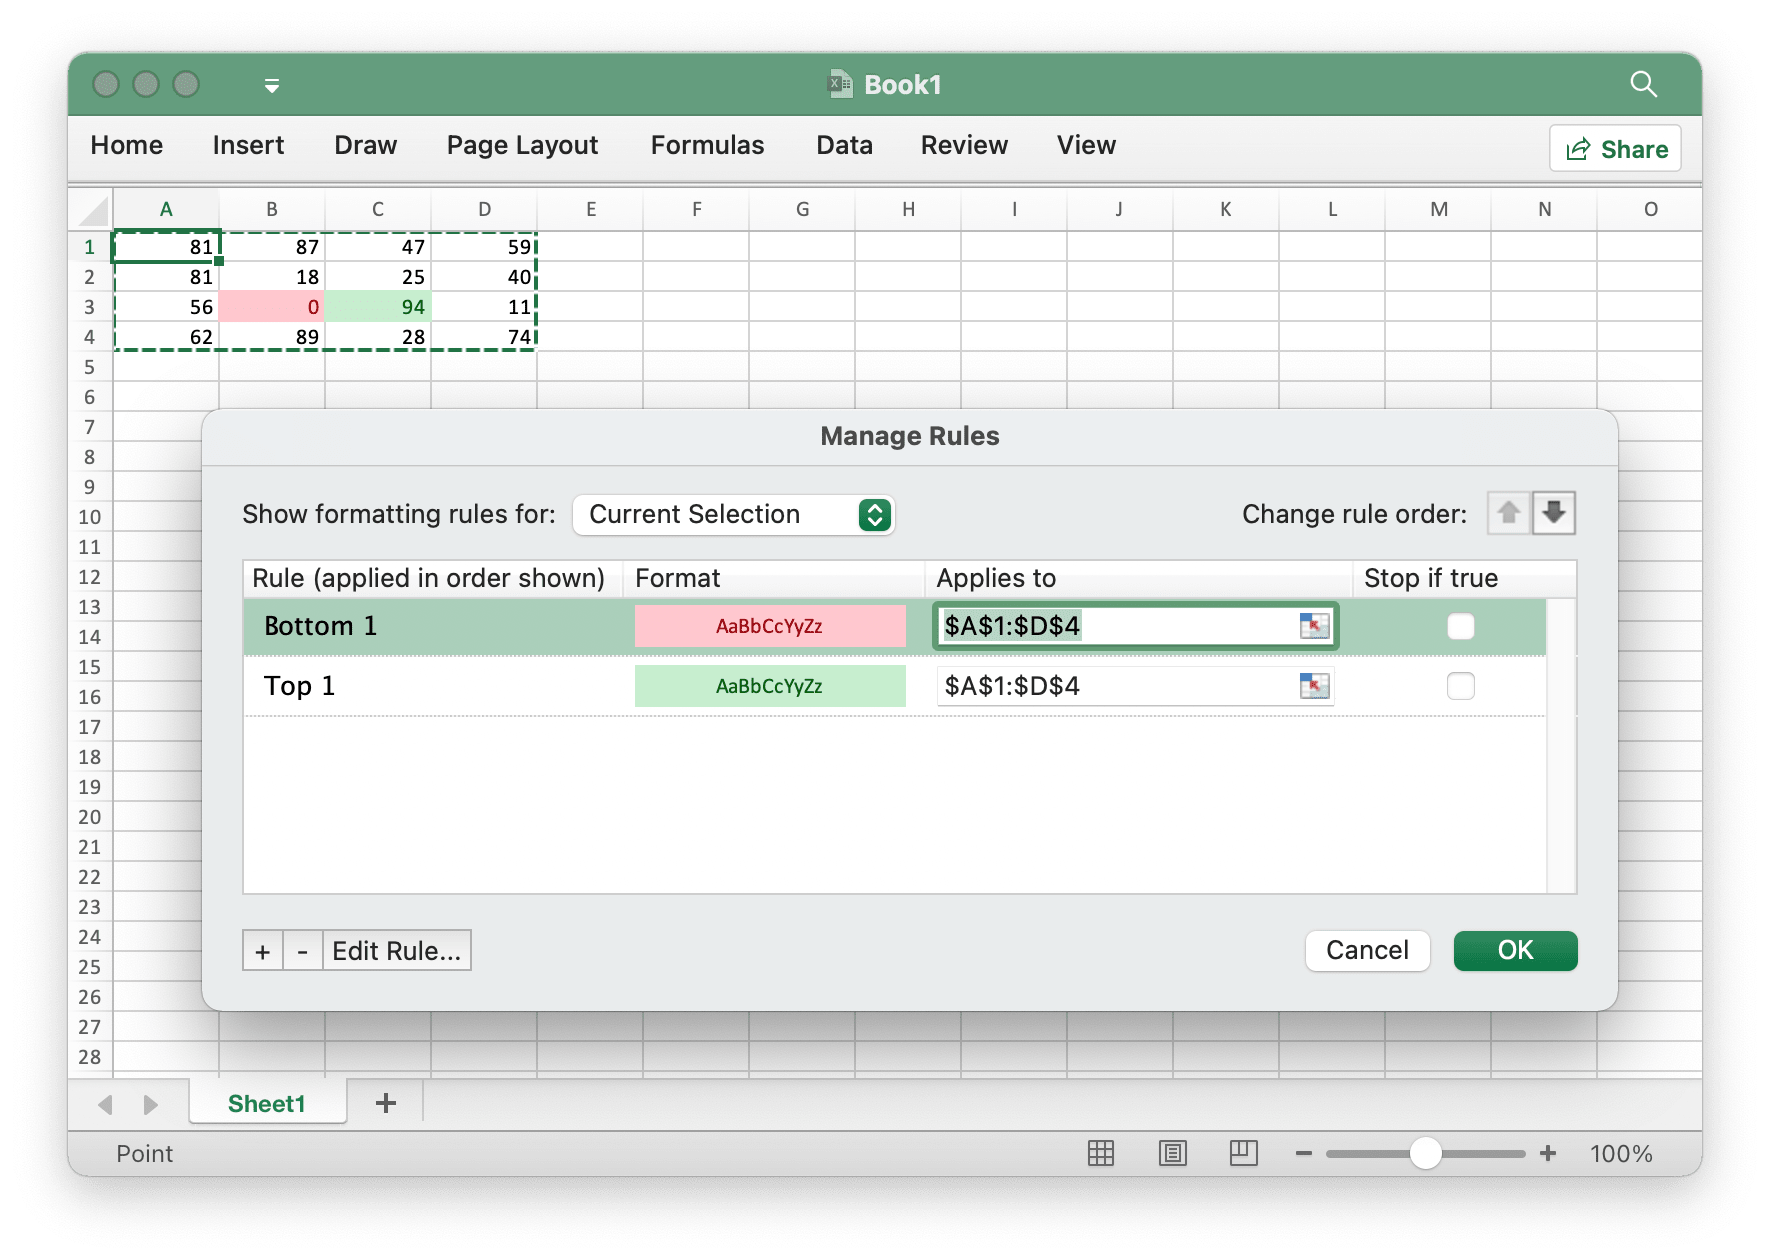 Book1
Home Insert Draw Page Layout Formulas Data Review View Share
A B C D E F G H I J K L M N O
1 81 87 47 59
2 81 18 25 40
3 56 0 94 11
4 62 89 28 74
5
6
7
8
9
10
11
12
13
14
15
16
17
18
19
20
21
22
23
24
25
26
27
28
Manage Rules
Show formatting rules for: Current Selection Change rule order:
Rule (applied in order shown) Format Applies to Stop if true
Bottom 1 AaBbCcYyZz $A$1:$D$4
Top 1 AaBbCcYyZz $A$1:$D$4
+ - Edit Rule... Cancel OK
Sheet1 +
Point 100%